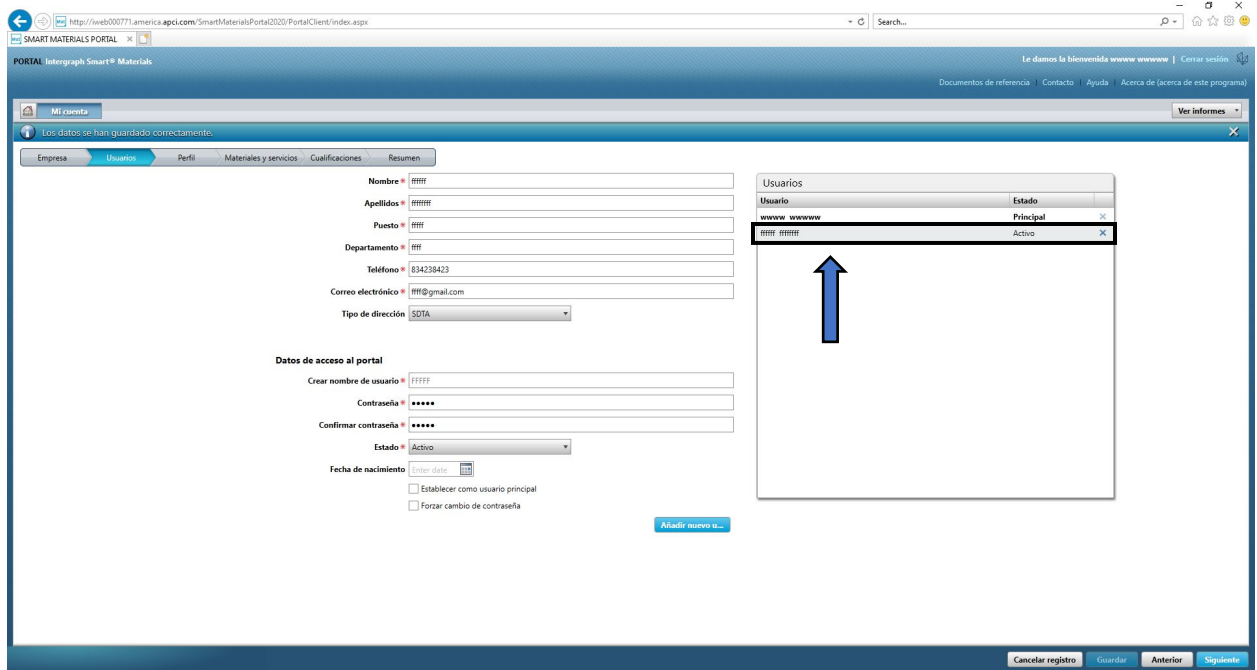 http://iweb000771.america.apci.com/SmartMaterialsPortal2020/PortalClient/index.aspx
Search...
SMART MATERIALS PORTAL
PORTAL Intergraph Smart® Materials
Le damos la bienvenida wwww wwwww | Cerrar sesión
Documentos de referencia | Contacto | Ayuda | Acerca de (acerca de este programa)
Mi cuenta
Ver informes
Los datos se han guardado correctamente.
Empresa Usuarios Perfil Materiales y servicios Cualificaciones Resumen
Nombre * ffffff
Apellidos * ffffffff
Puesto * fffff
Departamento * ffff
Teléfono * 834238423
Correo electrónico * ffff@gmail.com
Tipo de dirección SDTA
Datos de acceso al portal
Crear nombre de usuario * FFFFF
Contraseña * •••••
Confirmar contraseña * •••••
Estado * Activo
Fecha de nacimiento Enter date
Establecer como usuario principal
Forzar cambio de contraseña
Añadir nuevo u...
Usuarios
Usuario Estado
wwww wwwww Principal
ffffff ffffffff Activo
Cancelar registro Guardar Anterior Siguiente